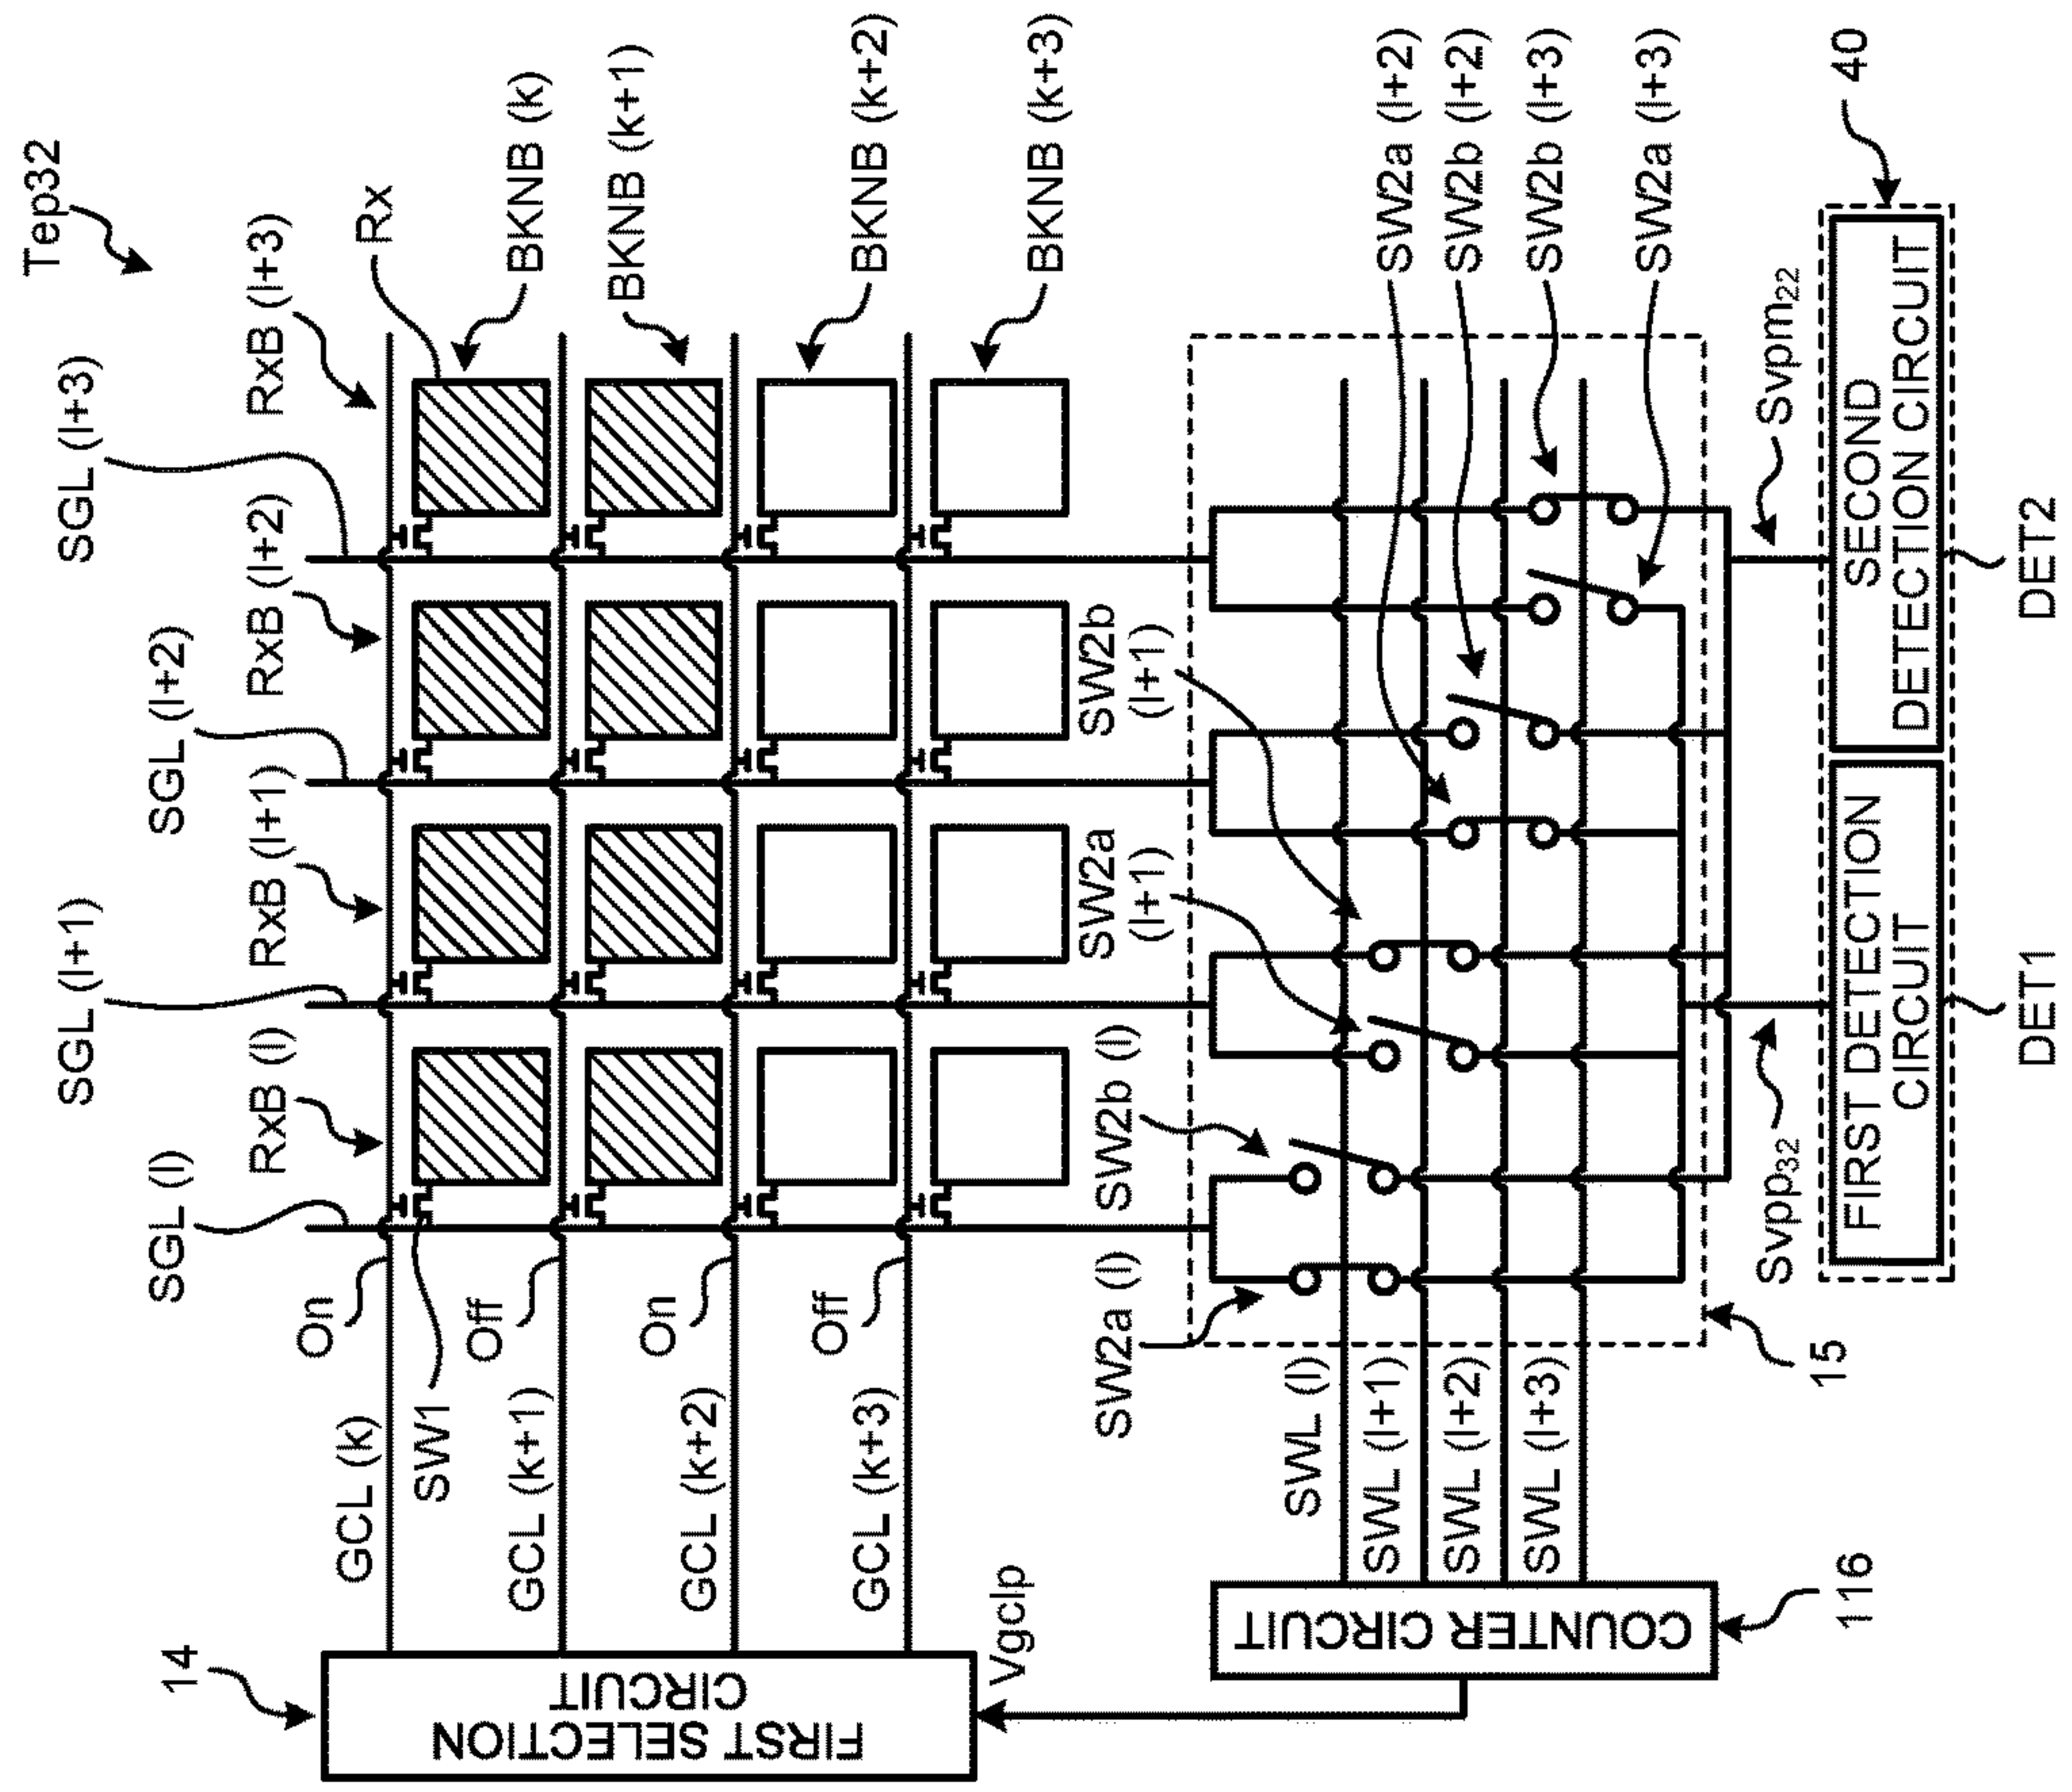 Tep32
SGL (l+3)
RxB (l+3)
Rx
BKNB (k)
BKNB (k+1)
BKNB (k+2)
BKNB (k+3)
SGL (l+2)
RxB (l+2)
SGL (l+1)
RxB (l+1)
SGL (l)
RxB (l)
On
Off
On
Off
GCL (k)
SW1
GCL (k+1)
GCL (k+2)
GCL (k+3)
14
FIRST SELECTION
CIRCUIT
Vgclp
SW2a (l+2)
SW2b (l+2)
SW2b (l+3)
SW2a (l+3)
SW2b
(l+1)
SW2a
(l+1)
SW2b (l)
SW2a (l)
SWL (l)
SWL (l+1)
SWL (l+2)
SWL (l+3)
COUNTER CIRCUIT
116
15
40
Svpm22
Svpp32
SECOND
DETECTION CIRCUIT
FIRST DETECTION
CIRCUIT
DET2
DET1